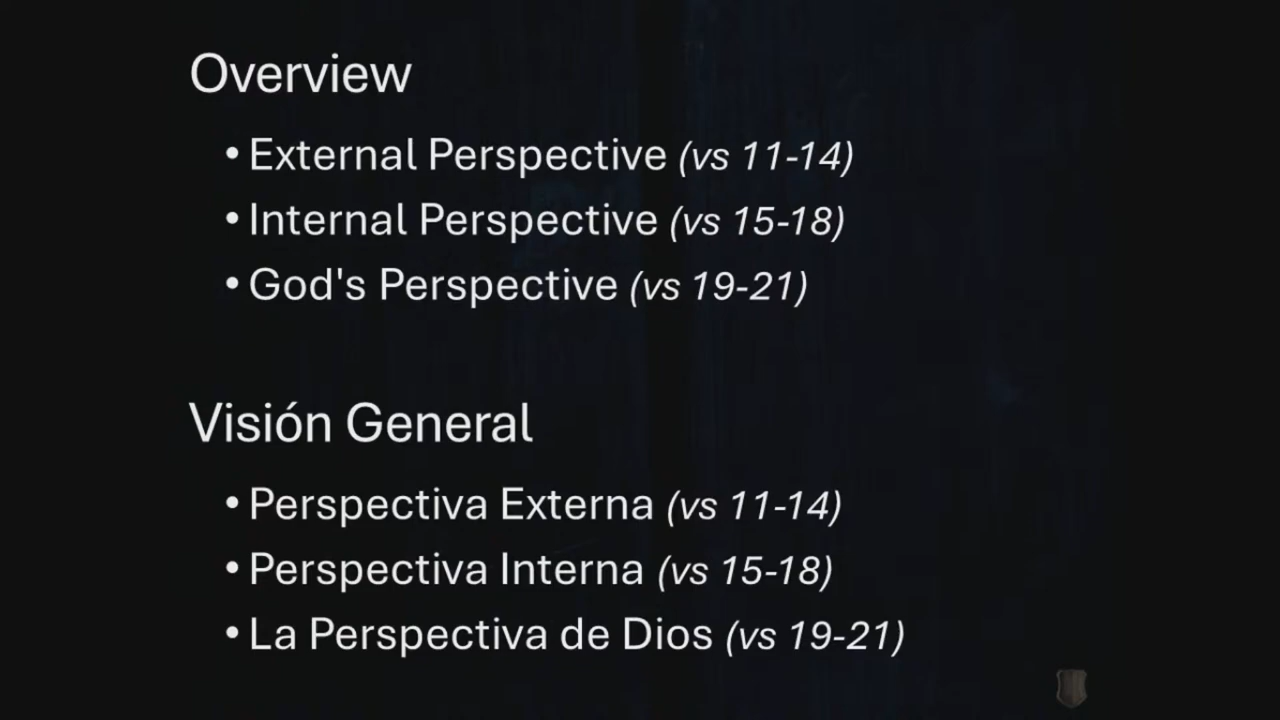 Overview
• External Perspective (vs 11-14)
• Internal Perspective (vs 15-18)
• God's Perspective (vs 19-21)
Visión General
• Perspectiva Externa (vs 11-14)
• Perspectiva Interna (vs 15-18)
• La Perspectiva de Dios (vs 19-21)